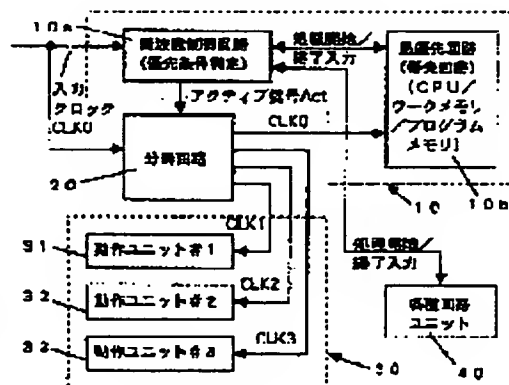 10a
周波数制御回路
(優先条件判定)
処理開始/
終了入力
最優先回路
(優先回路)
(CPU/
ワークメモリ
/プログラム
メモリ)
入力
クロック
CLK0
アクティブ信号Act
CLK0
分周回路
20
10
10b
CLK1
31
動作ユニット#1
CLK2
32
動作ユニット#2
CLK3
33
動作ユニット#3
30
処理開始/
終了入力
各種回路
ユニット
40